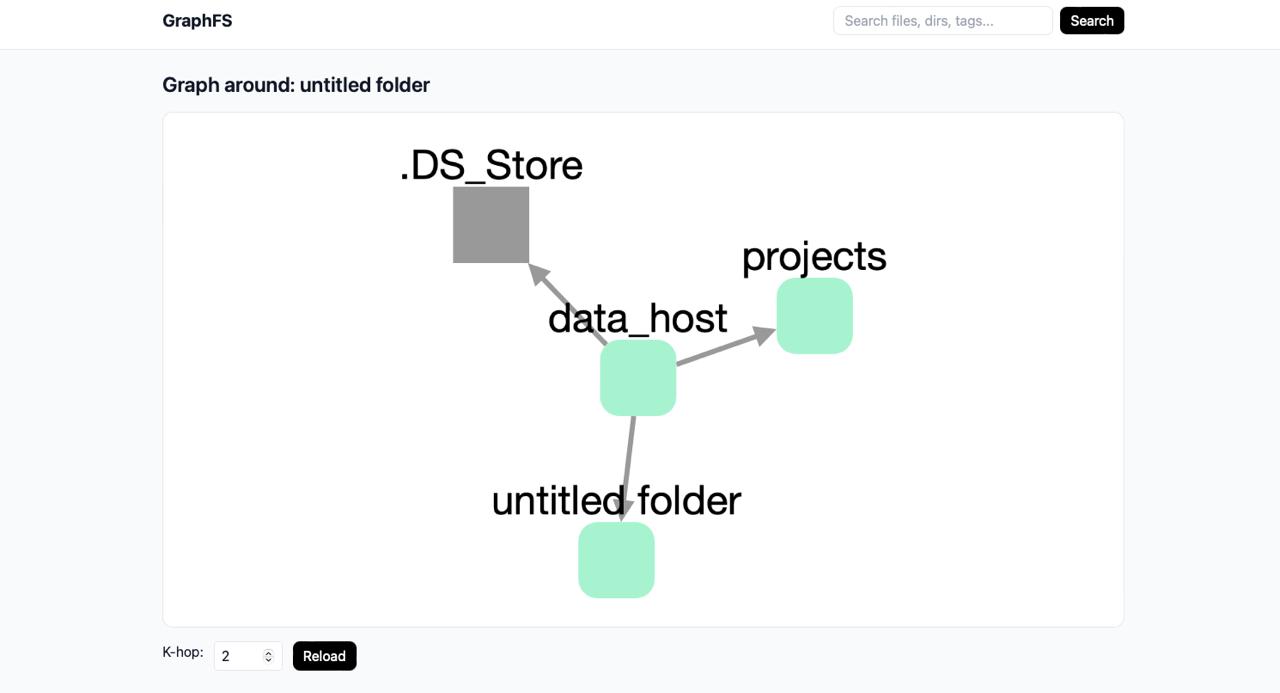 GraphFS
Search files, dirs, tags...
Search
Graph around: untitled folder
.DS_Store
projects
data_host
untitled folder
K-hop:
2
Reload